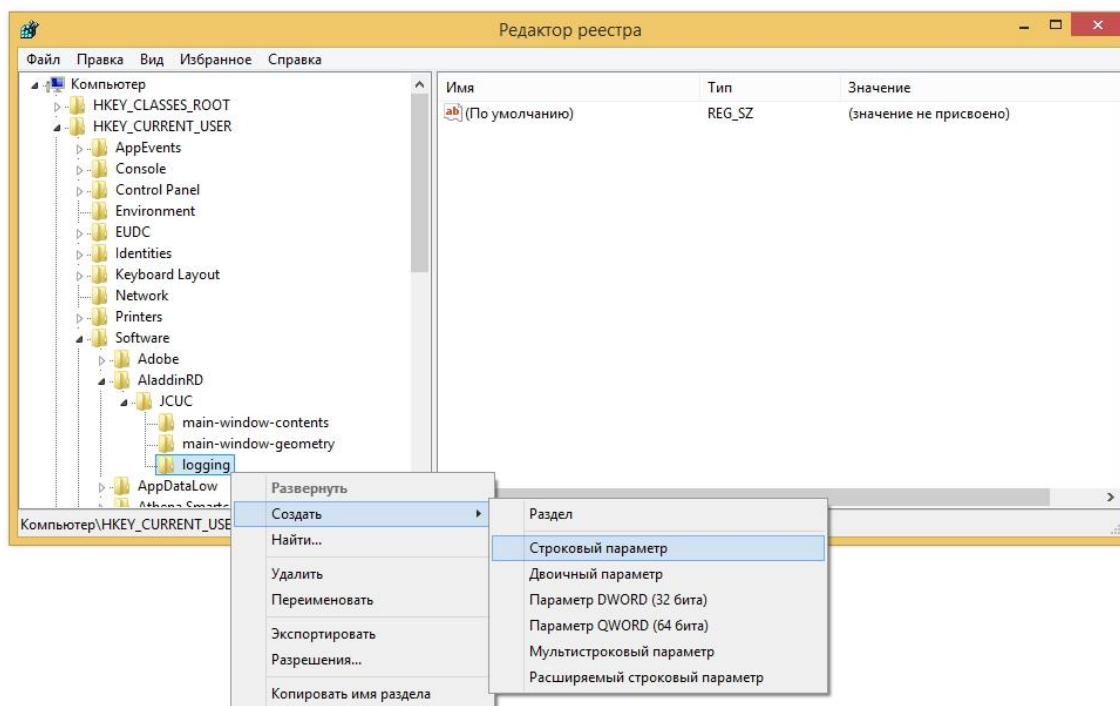 Редактор реестра
Файл Правка Вид Избранное Справка
Компьютер
HKEY_CLASSES_ROOT
HKEY_CURRENT_USER
AppEvents
Console
Control Panel
Environment
EUDC
Identities
Keyboard Layout
Network
Printers
Software
Adobe
AladdinRD
JCUC
main-window-contents
main-window-geometry
logging
AppDataLow
Athena
Имя Тип Значение
ab (По умолчанию) REG_SZ (значение не присвоено)
Компьютер\HKEY_CURRENT_USE
Развернуть
Создать
Найти...
Удалить
Переименовать
Экспортировать
Разрешения...
Копировать имя раздела
Раздел
Строковый параметр
Двоичный параметр
Параметр DWORD (32 бита)
Параметр QWORD (64 бита)
Мультистроковый параметр
Расширяемый строковый параметр